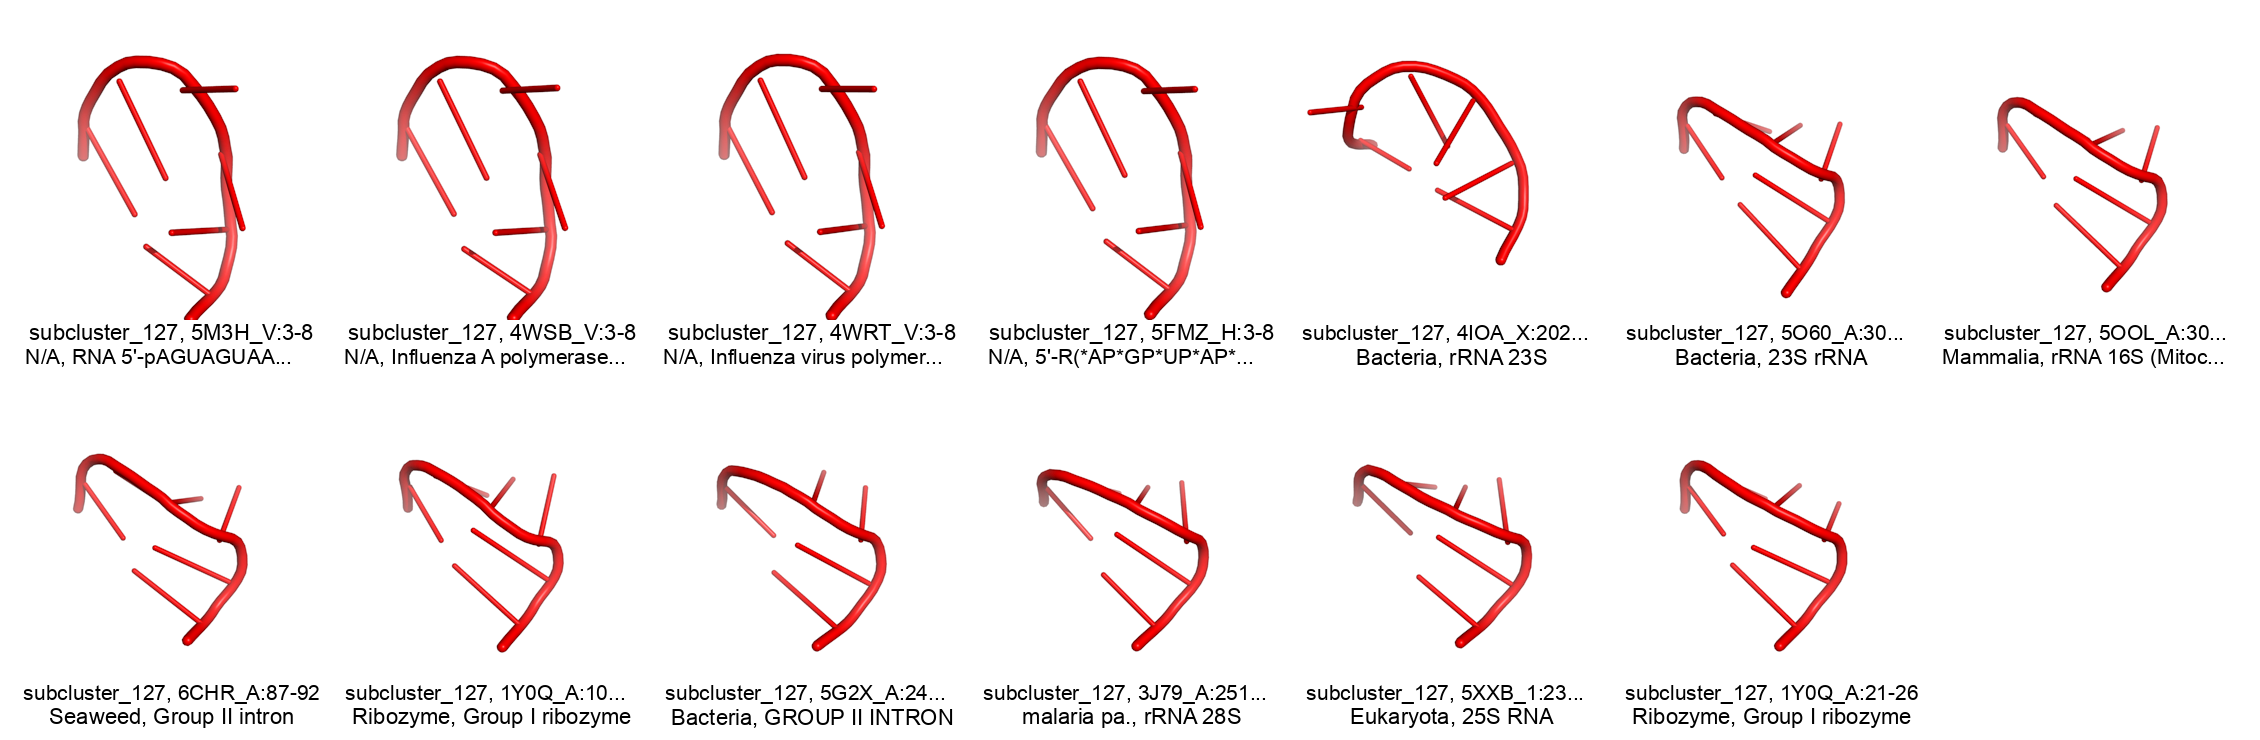 subcluster_127, 5M3H_V:3-8
N/A, RNA 5'-pAGUAGUAA...
subcluster_127, 4WSB_V:3-8
N/A, Influenza A polymerase...
subcluster_127, 4WRT_V:3-8
N/A, Influenza virus polymer...
subcluster_127, 5FMZ_H:3-8
N/A, 5'-R(*AP*GP*UP*AP*...
subcluster_127, 4IOA_X:202...
Bacteria, rRNA 23S
subcluster_127, 5O60_A:30...
Bacteria, 23S rRNA
subcluster_127, 5OOL_A:30...
Mammalia, rRNA 16S (Mitoc...
subcluster_127, 6CHR_A:87-92
Seaweed, Group II intron
subcluster_127, 1Y0Q_A:10...
Ribozyme, Group I ribozyme
subcluster_127, 5G2X_A:24...
Bacteria, GROUP II INTRON
subcluster_127, 3J79_A:251...
malaria pa., rRNA 28S
subcluster_127, 5XXB_1:23...
Eukaryota, 25S RNA
subcluster_127, 1Y0Q_A:21-26
Ribozyme, Group I ribozyme